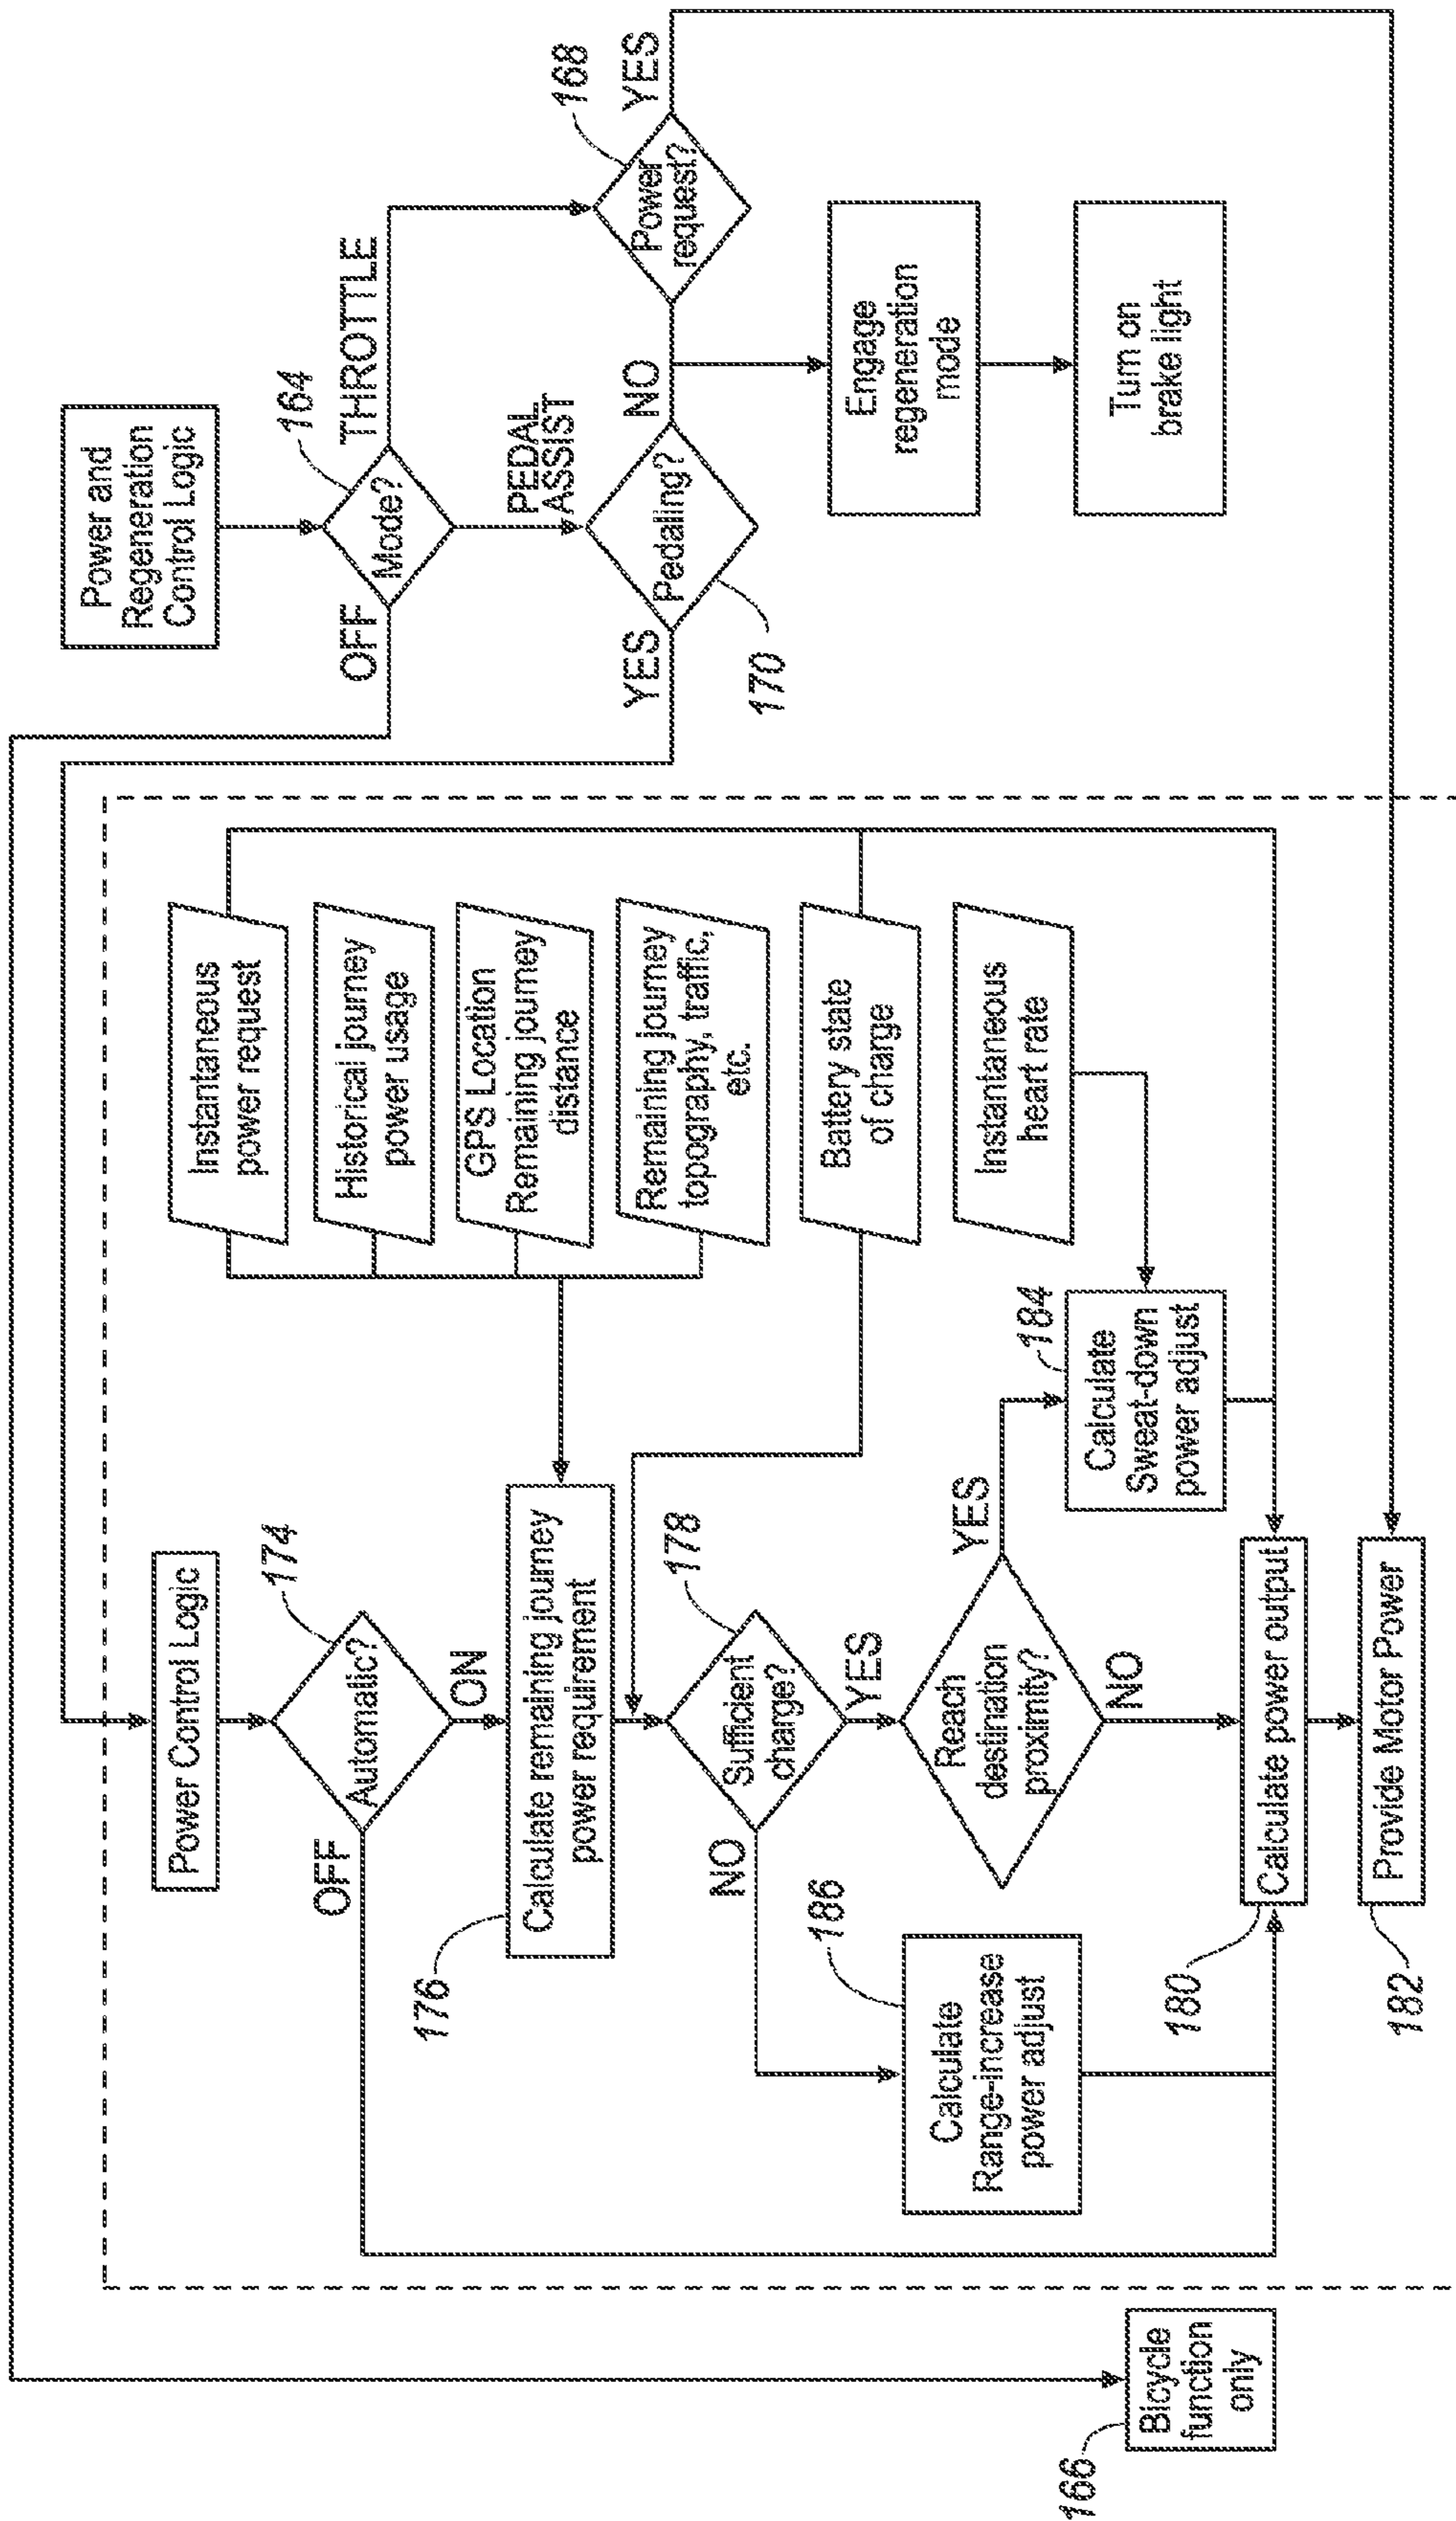 Power and
Regeneration
Control Logic
164
Mode?
OFF
THROTTLE
PEDAL
ASSIST
168
Power
request?
YES
NO
Pedaling?
YES
170
Engage
regeneration
mode
Turn on
brake light
Power Control Logic
174
Automatic?
OFF
ON
Instantaneous
power request
Historical journey
power usage
GPS Location
Remaining journey
distance
Remaining journey
topography, traffic,
etc.
Battery state
of charge
Instantaneous
heart rate
176
Calculate remaining journey
power requirement
178
Sufficient
charge?
NO
YES
186
Calculate
Range-increase
power adjust
Reach
destination
proximity?
YES
NO
184
Calculate
Sweat-down
power adjust
180
Calculate power output
182
Provide Motor Power
166
Bicycle
function
only